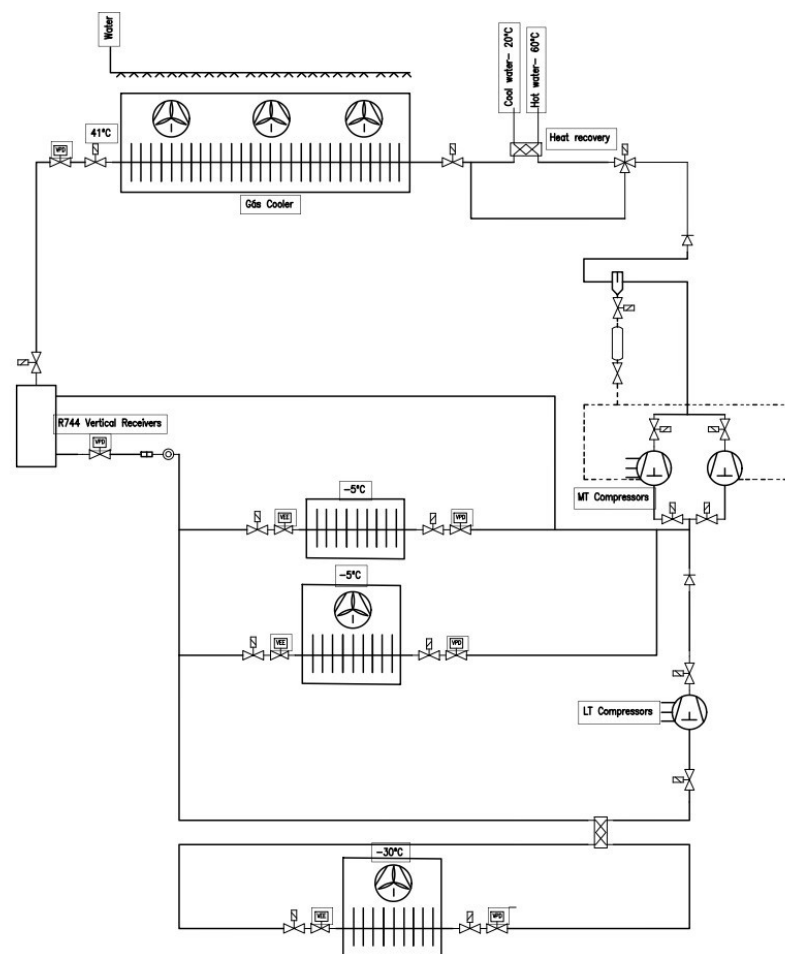 Water
Cool water- 20°C
Hot water- 60°C
41°C
VPD
Heat recovery
Gás Cooler
R744 Vertical Receivers
VPD
MT Compressors
-5°C
VEE
VPD
-5°C
VEE
VPD
LT Compressors
-30°C
VEE
VPD